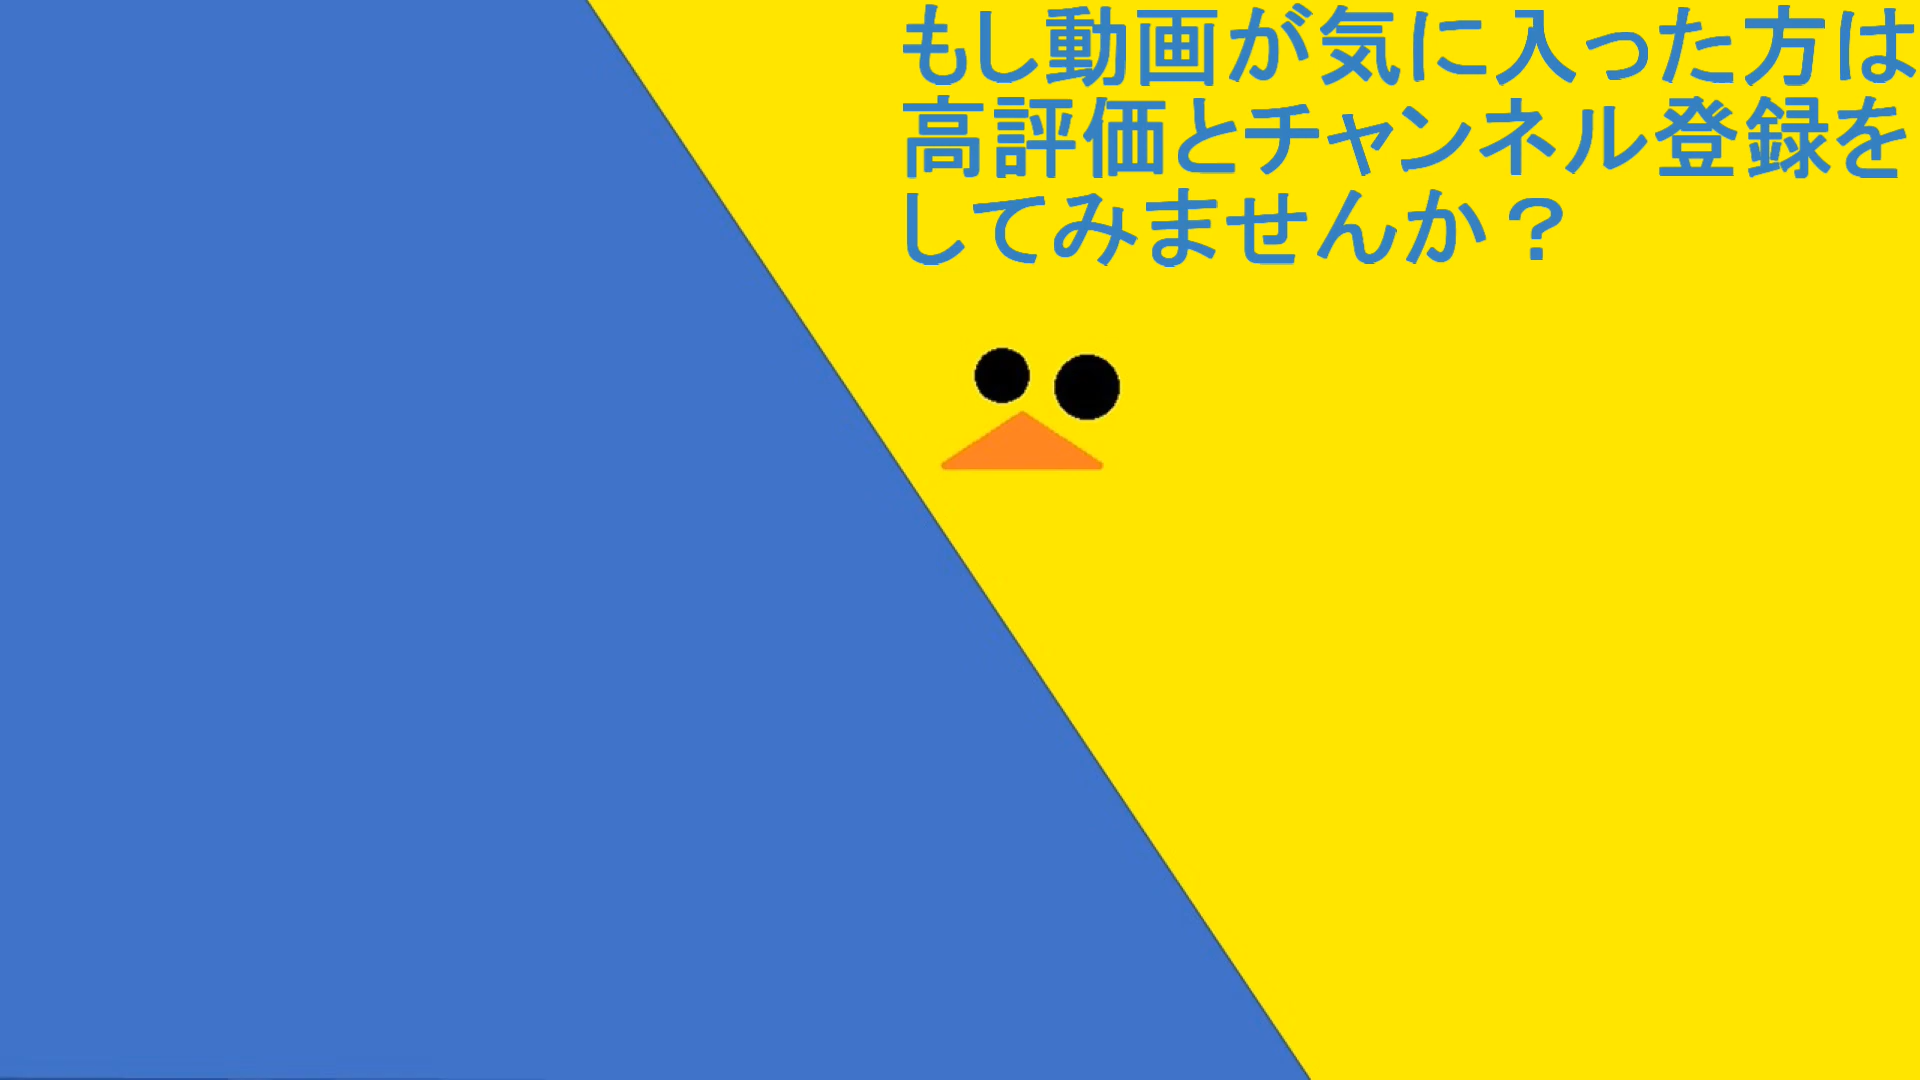 もし動画が気に入った方は
高評価とチャンネル登録を
してみませんか？